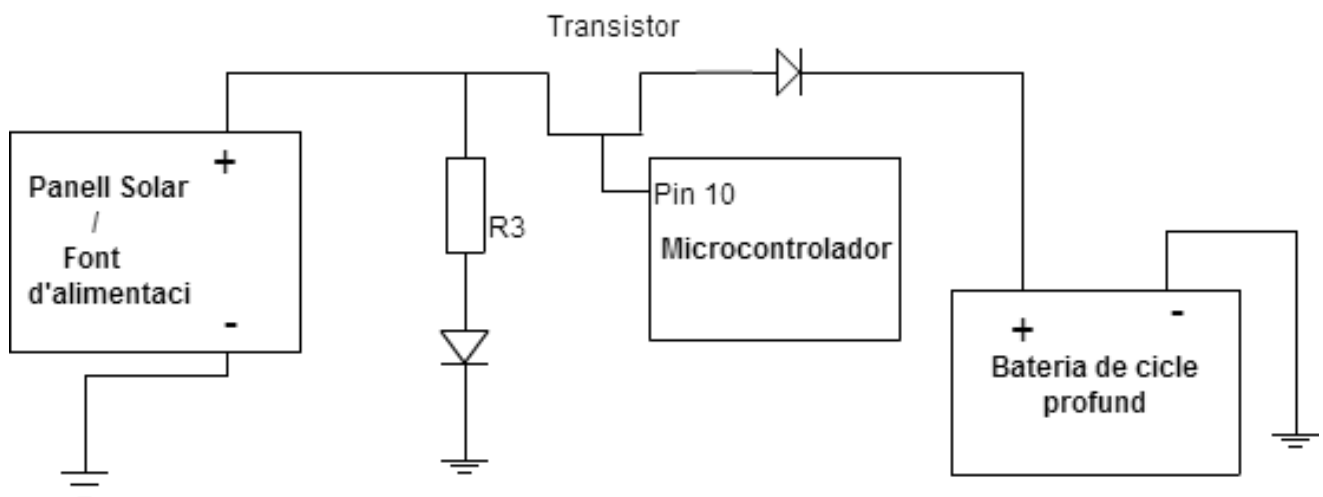 Transistor
+
Panell Solar
/
Font
d'alimentaci
-
R3
Pin 10
Microcontrolador
+
-
Bateria de cicle
profund